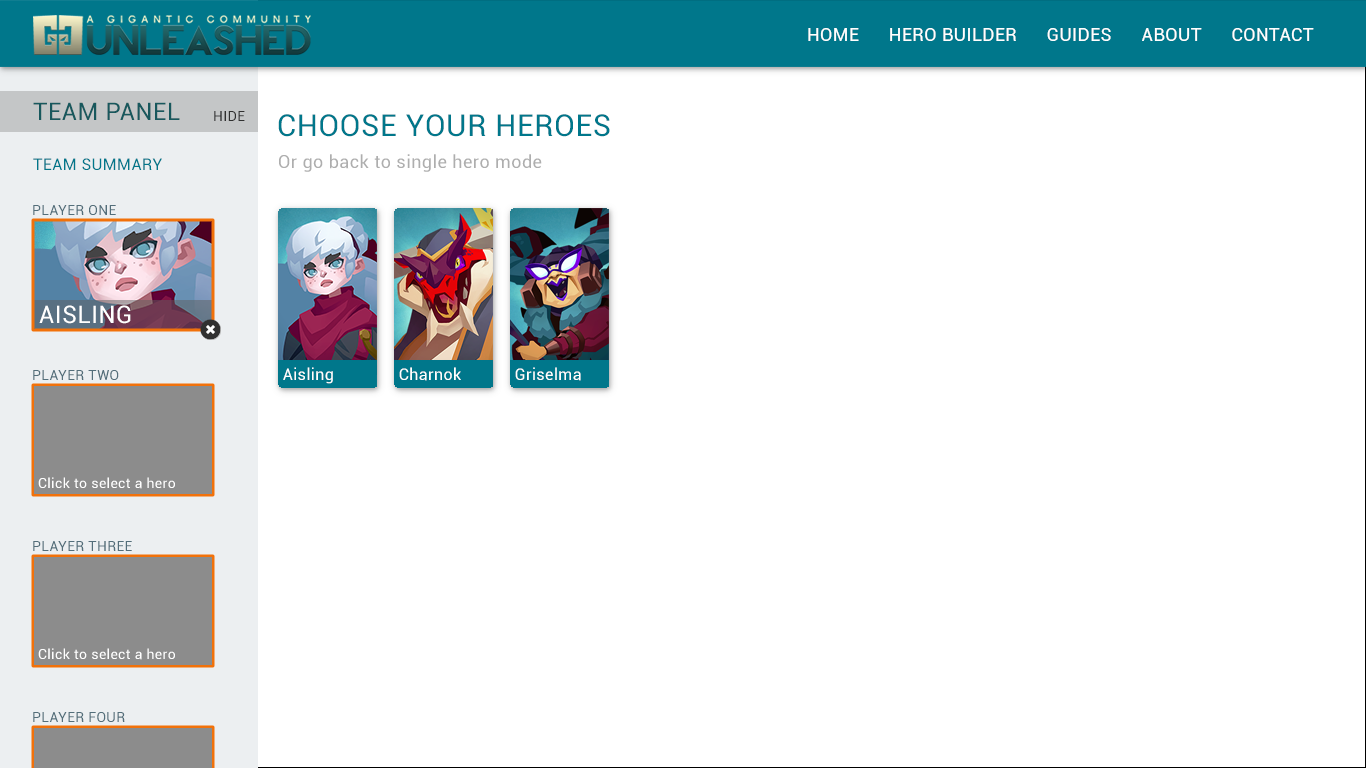 A GIGANTIC COMMUNITY
UNLEASHED
HOME HERO BUILDER GUIDES ABOUT CONTACT
TEAM PANEL HIDE
TEAM SUMMARY
PLAYER ONE
AISLING
PLAYER TWO
Click to select a hero
PLAYER THREE
Click to select a hero
PLAYER FOUR
CHOOSE YOUR HEROES
Or go back to single hero mode
Aisling Charnok Griselma